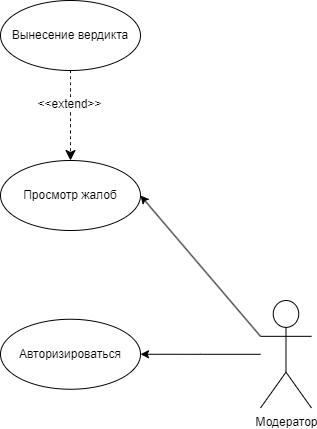 Вынесение вердикта
<<extend>>
Просмотр жалоб
Авторизироваться
Модератор